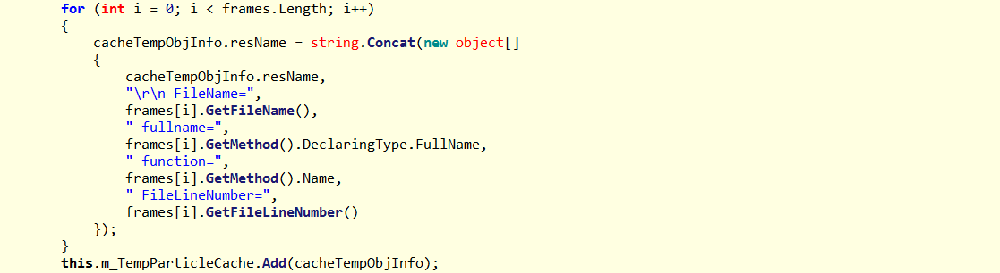 for (int i = 0; i < frames.Length; i++)
{
    cacheTempObjInfo.resName = string.Concat(new object[]
    {
        cacheTempObjInfo.resName,
        "\r\n FileName=",
        frames[i].GetFileName(),
        " fullname=",
        frames[i].GetMethod().DeclaringType.FullName,
        " function=",
        frames[i].GetMethod().Name,
        " FileLineNumber=",
        frames[i].GetFileLineNumber()
    });
}
this.m_TempParticleCache.Add(cacheTempObjInfo);